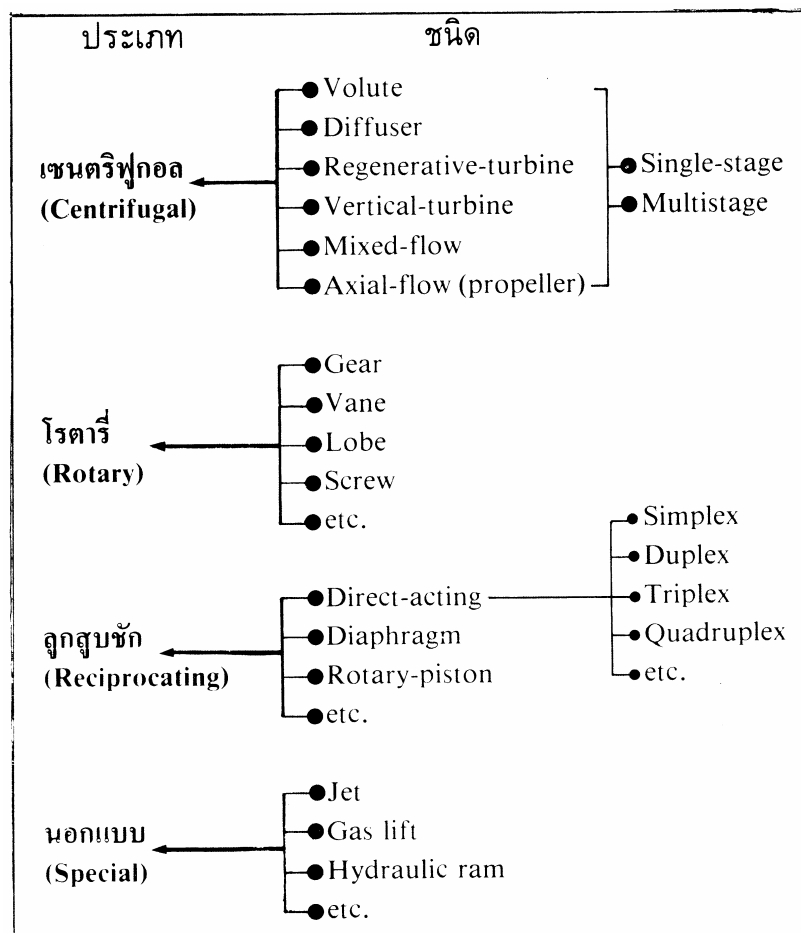 ประเภท
ชนิด
เซนตริฟูกอล
(Centrifugal)
Volute
Diffuser
Regenerative-turbine
Vertical-turbine
Mixed-flow
Axial-flow (propeller)
Single-stage
Multistage
โรตารี่
(Rotary)
Gear
Vane
Lobe
Screw
etc.
ลูกสูบชัก
(Reciprocating)
Direct-acting
Diaphragm
Rotary-piston
etc.
Simplex
Duplex
Triplex
Quadruplex
etc.
นอกแบบ
(Special)
Jet
Gas lift
Hydraulic ram
etc.